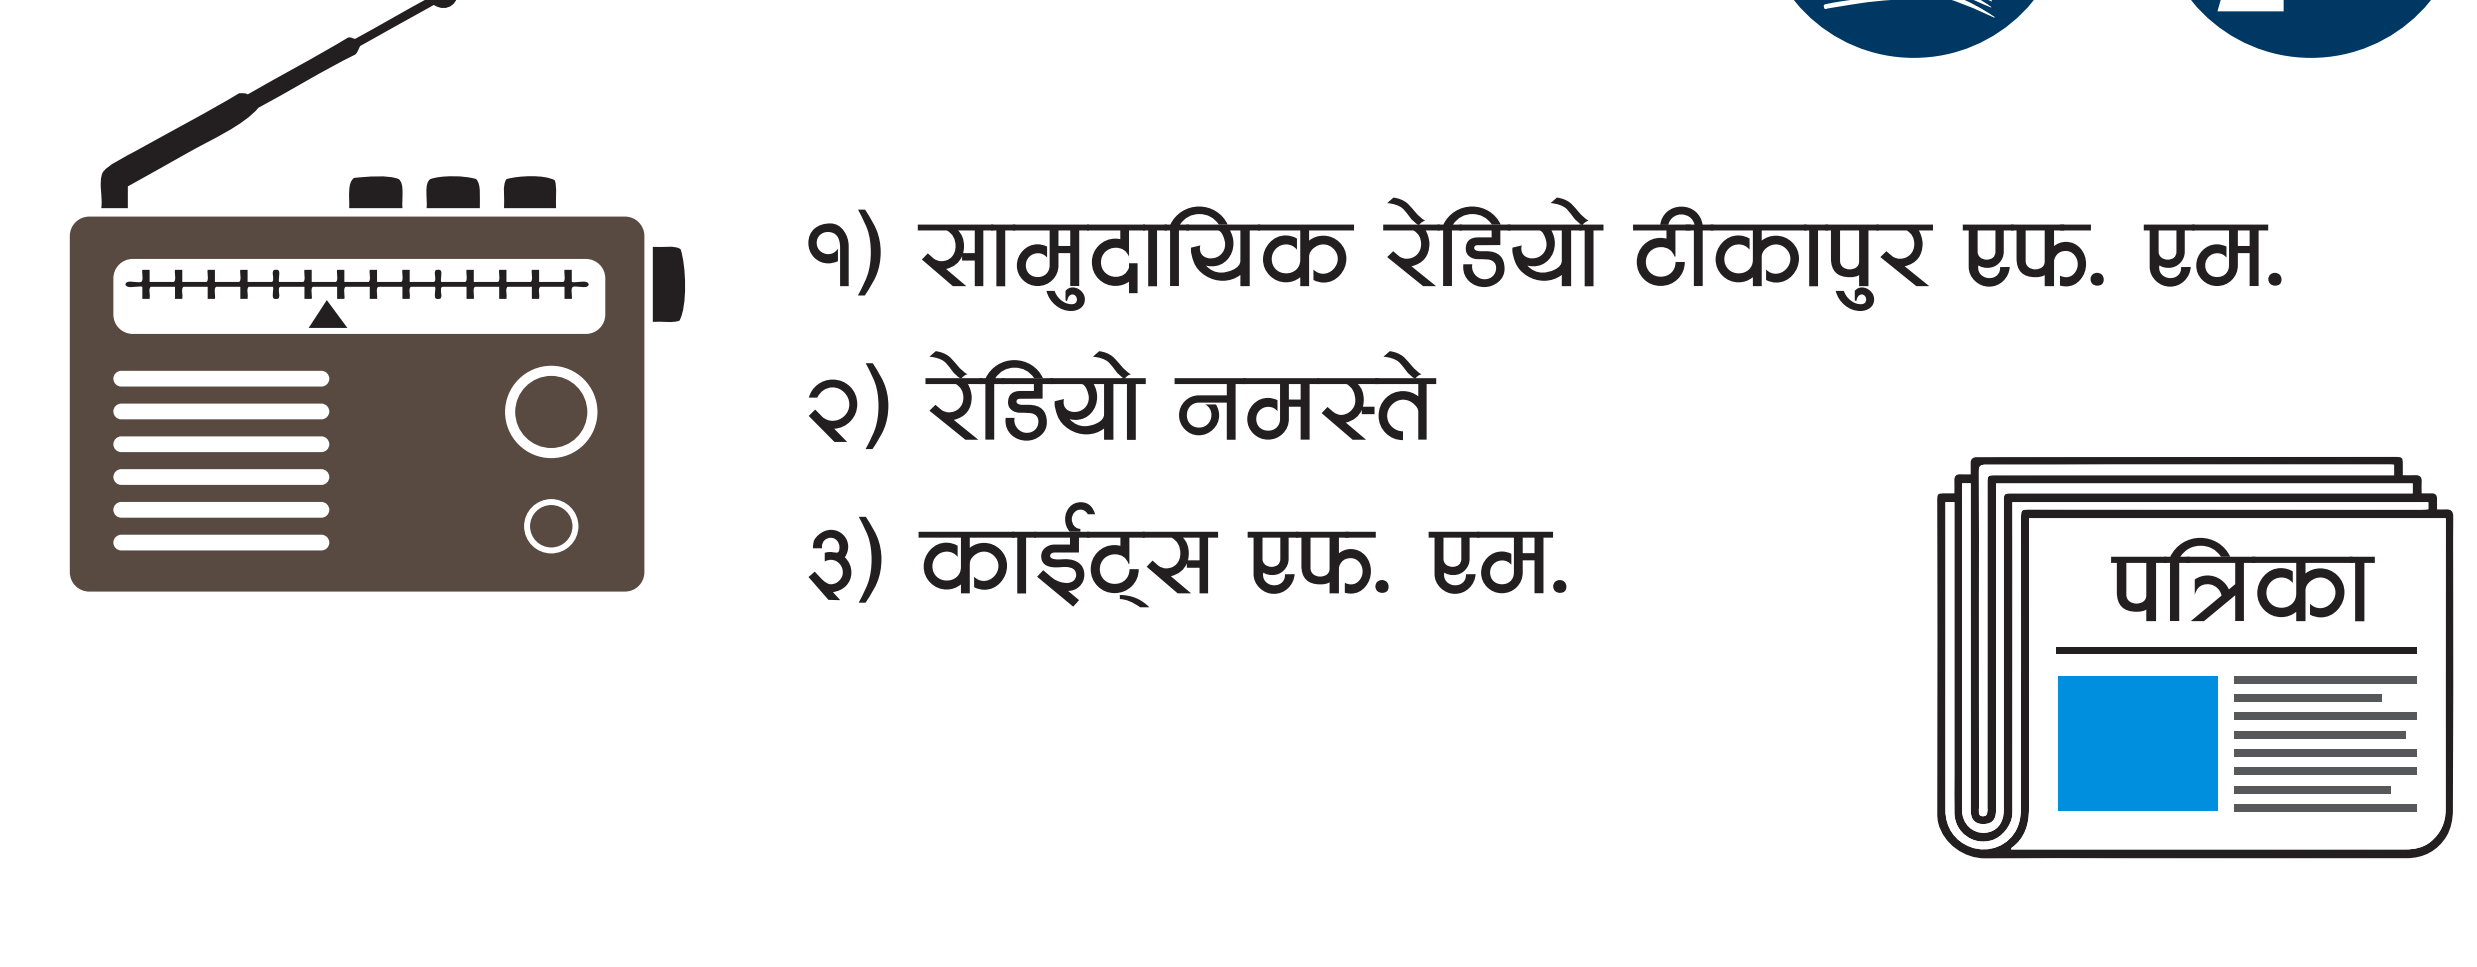 १) सामुदायिक रेडियो टीकापुर एफ. एम.
२) रेडियो नमस्ते
३) काईट्स एफ. एम.
पत्रिका